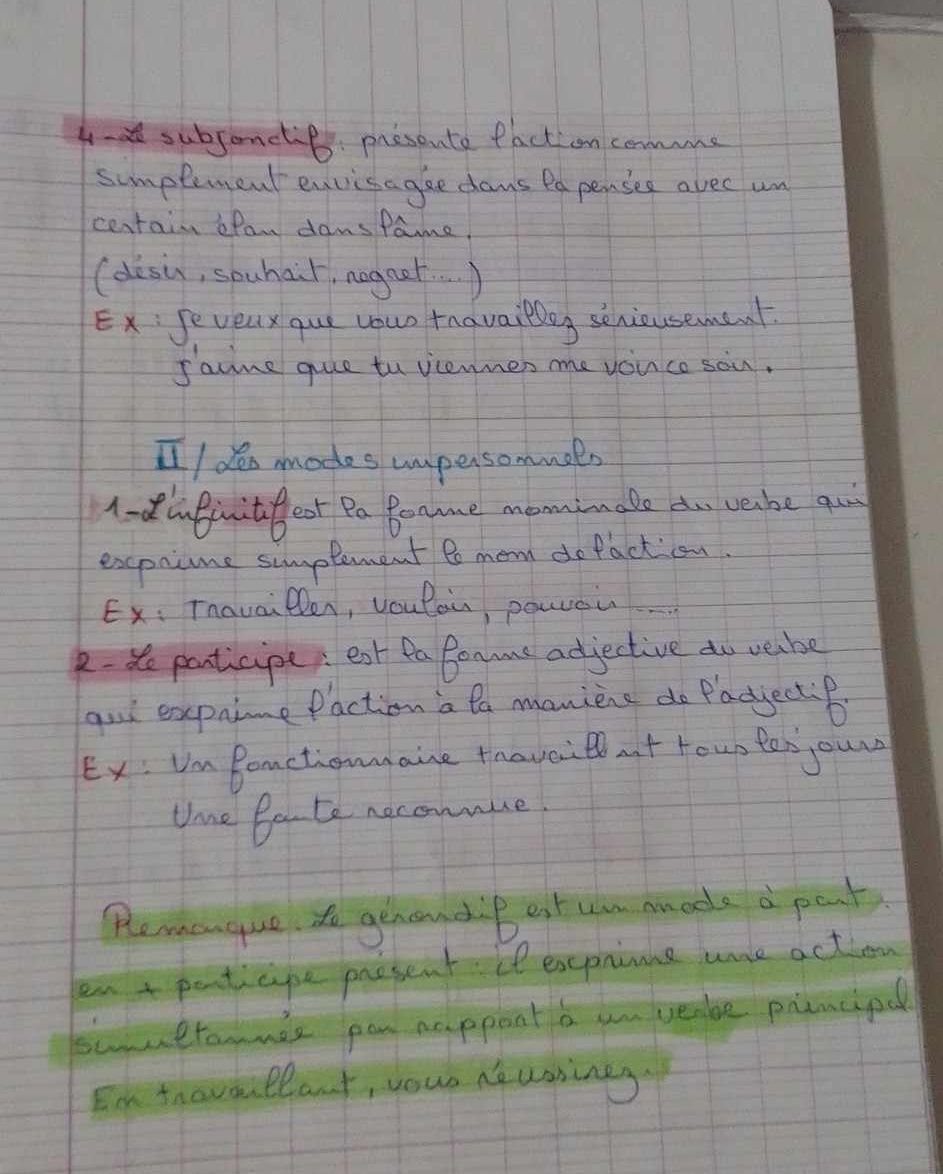 4-Le subjonctif: présente l'action comme
simplement envisagée dans la pensée avec un
certain élan dans l'âme.
(désir, souhait, regret....)
Ex: Je veux que vous travaillez sérieusement.
J'aime que tu viennes me voir ce soir.
II/ Les modes impersonnels
1-L'infinitif est la forme nominale du verbe qui
exprime simplement le nom de l'action.
Ex: Travailler, vouloir, pouvoir.....
2-Le participe: est la forme adjective du verbe
qui exprime l'action à la manière de l'adjectif.
Ex: Un fonctionnaire travaillant tous les jours
Une faute reconnue.
Remarque. Le gérondif est un mode à part.
en + participe présent: il exprime une action
simultannée par rapport à un verbe principal
En travaillant, vous réussirez.